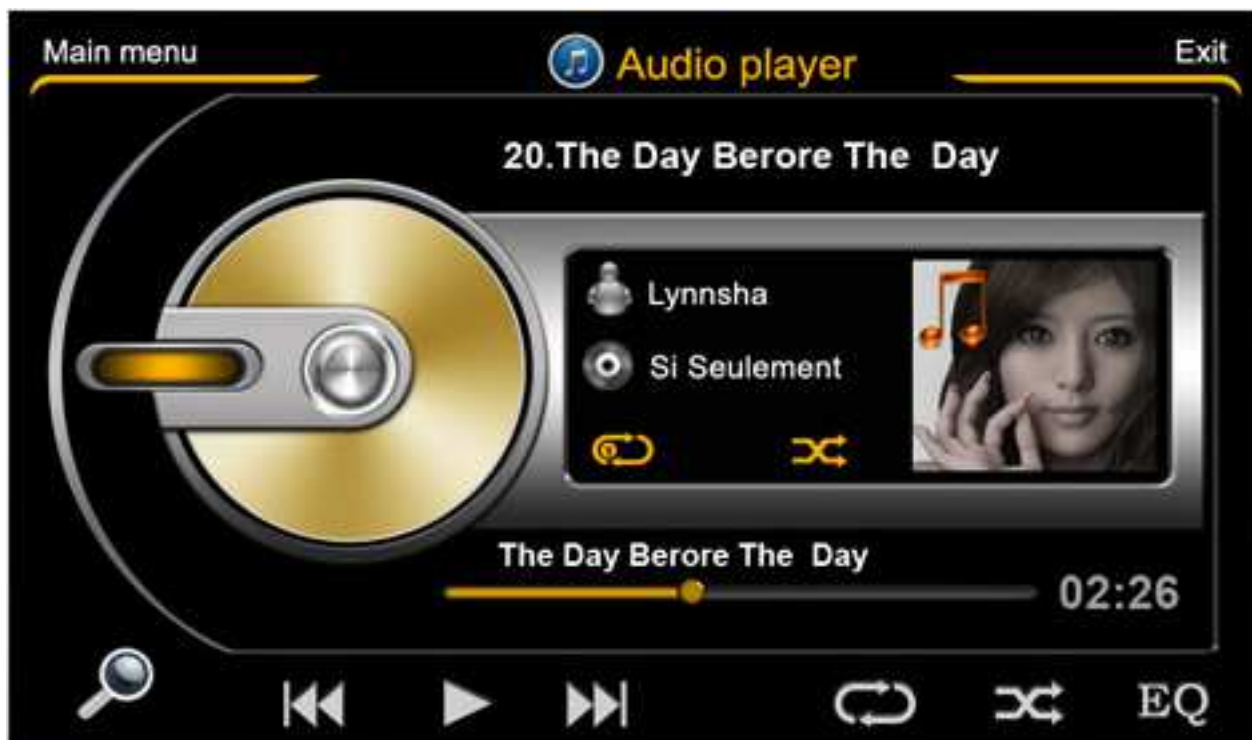 Main menu
Audio player
Exit
20.The Day Berore The  Day
Lynnsha
Si Seulement
The Day Berore The  Day
02:26
EQ